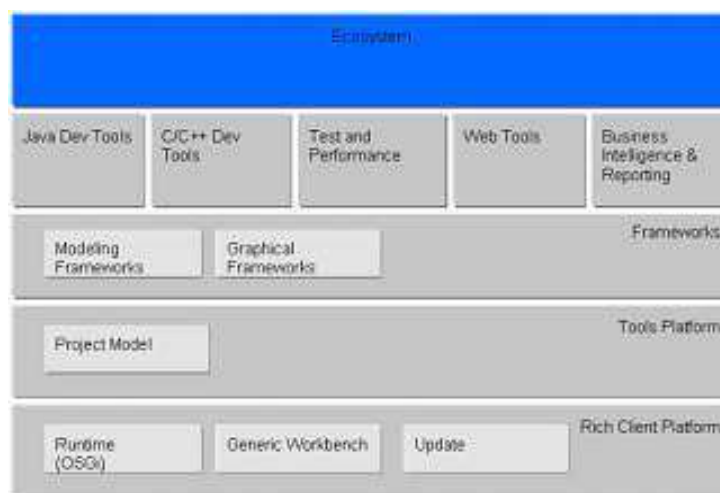 Ecosystem
Java Dev Tools
C/C++ Dev
Tools
Test and
Performance
Web Tools
Business
Intelligence &
Reporting
Frameworks
Modeling
Frameworks
Graphical
Frameworks
Tools Platform
Project Model
Rich Client Platform
Runtime
(OSGi)
Generic Workbench
Update